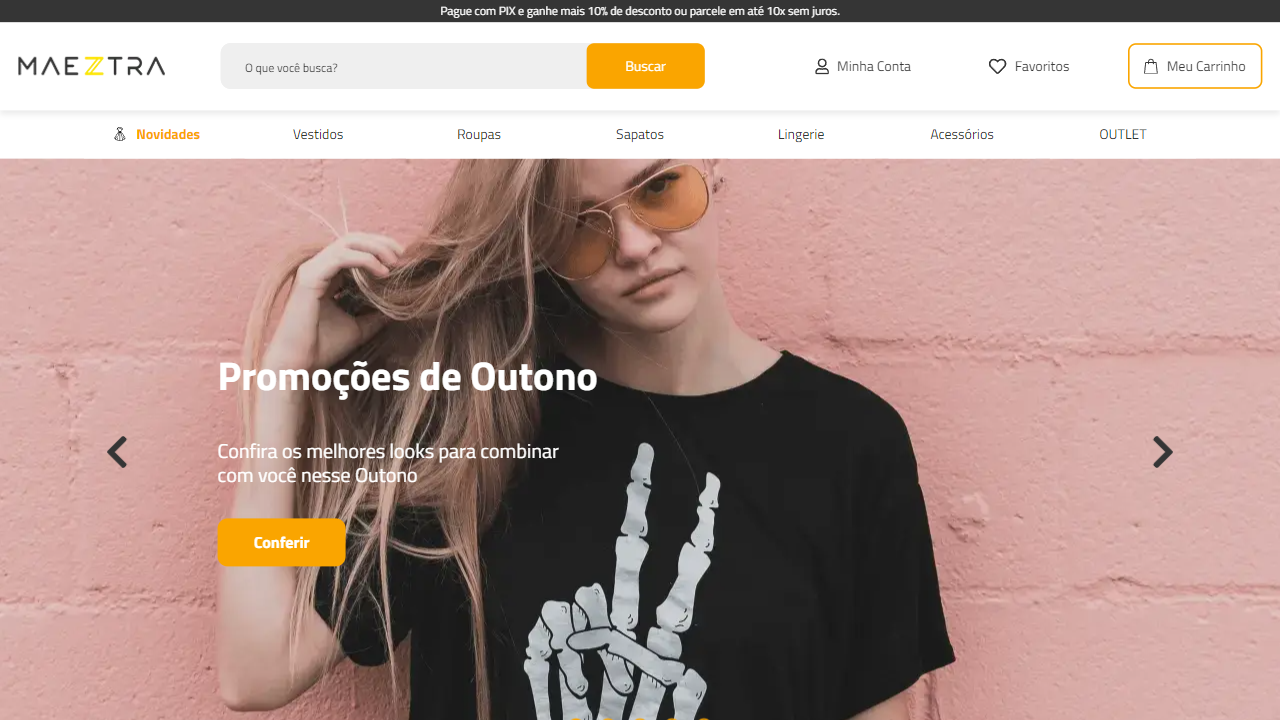 Pague com PIX e ganhe mais 10% de desconto ou parcele em até 10x sem juros.
MAEZTRA
O que você busca?
Buscar
Minha Conta
Favoritos
Meu Carrinho
Novidades
Vestidos
Roupas
Sapatos
Lingerie
Acessórios
OUTLET
Promoções de Outono
Confira os melhores looks para combinar
com você nesse Outono
Conferir